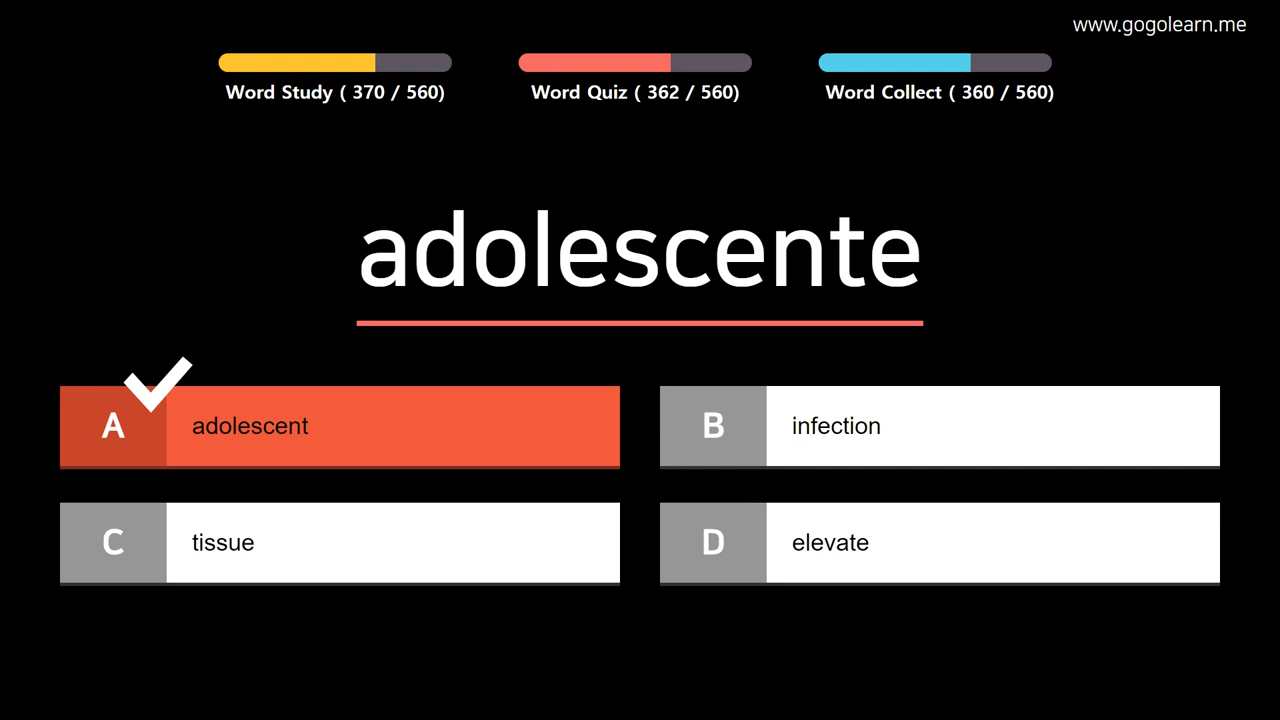 www.gogolearn.me
Word Study ( 370 / 560)
Word Quiz ( 362 / 560)
Word Collect ( 360 / 560)
adolescente
A adolescent
B infection
C tissue
D elevate